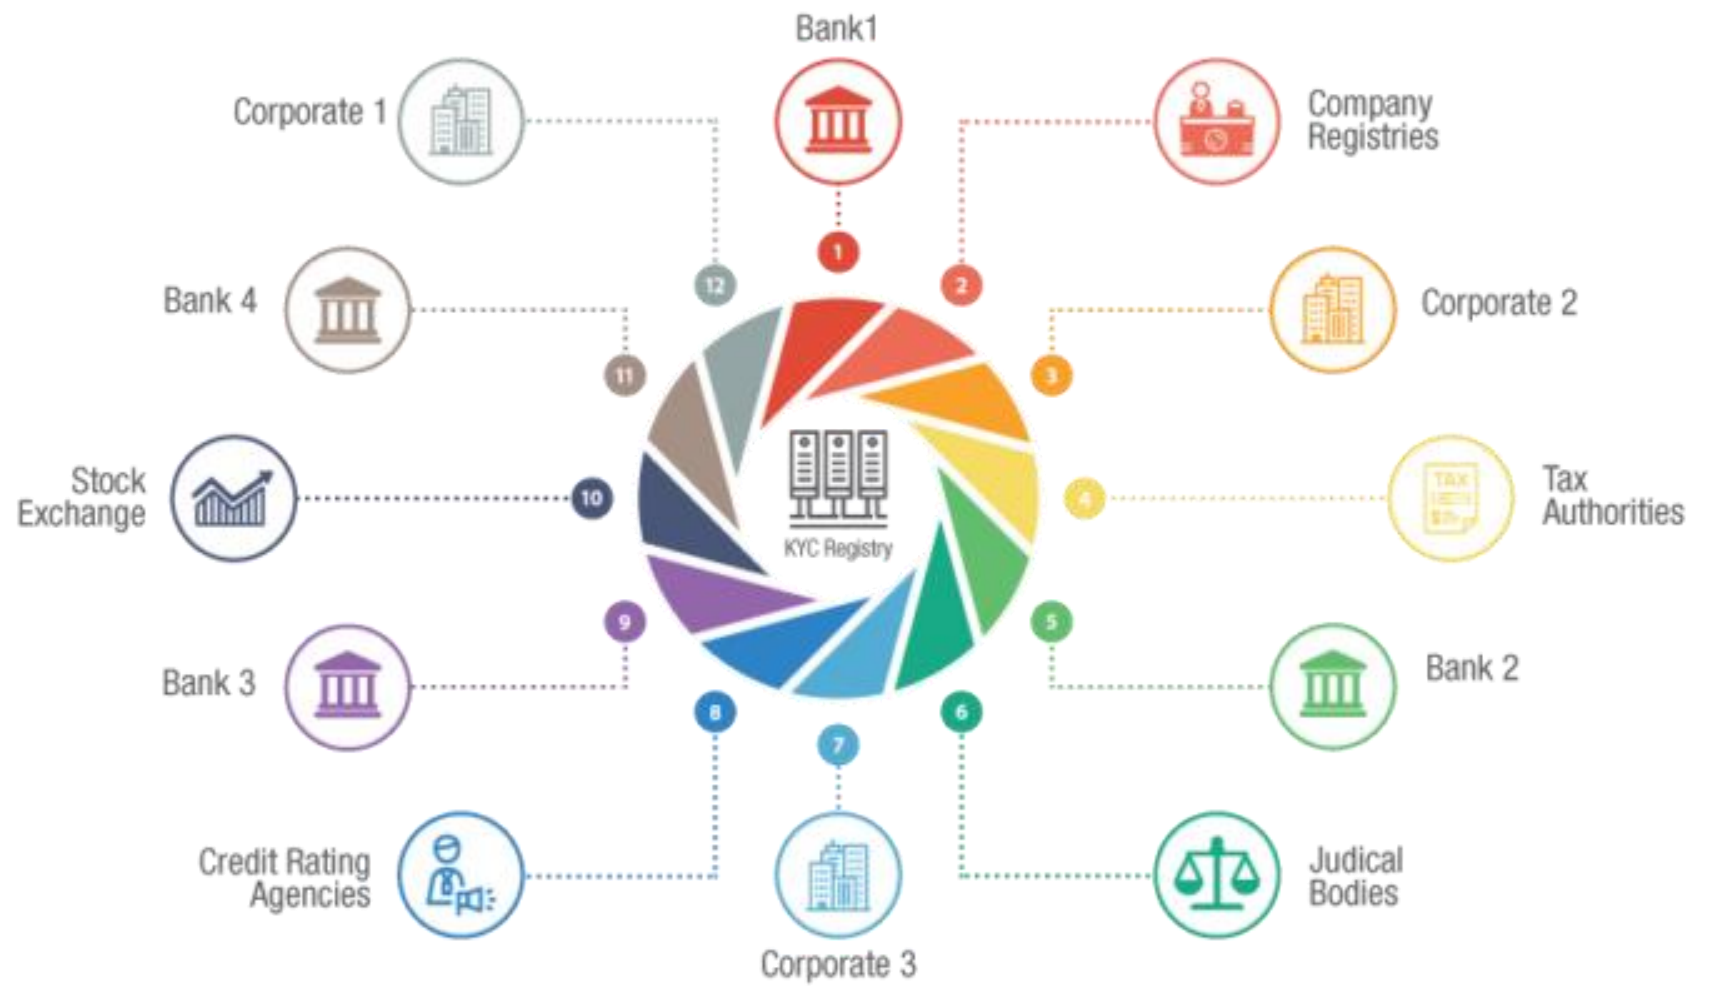 Bank1
Corporate 1
Company
Registries
1
12
2
Bank 4
Corporate 2
11
3
KYC Registry
Stock
Exchange
10
4
TAX
Tax
Authorities
9
5
Bank 3
Bank 2
8
7
6
Credit Rating
Agencies
Corporate 3
Judical
Bodies